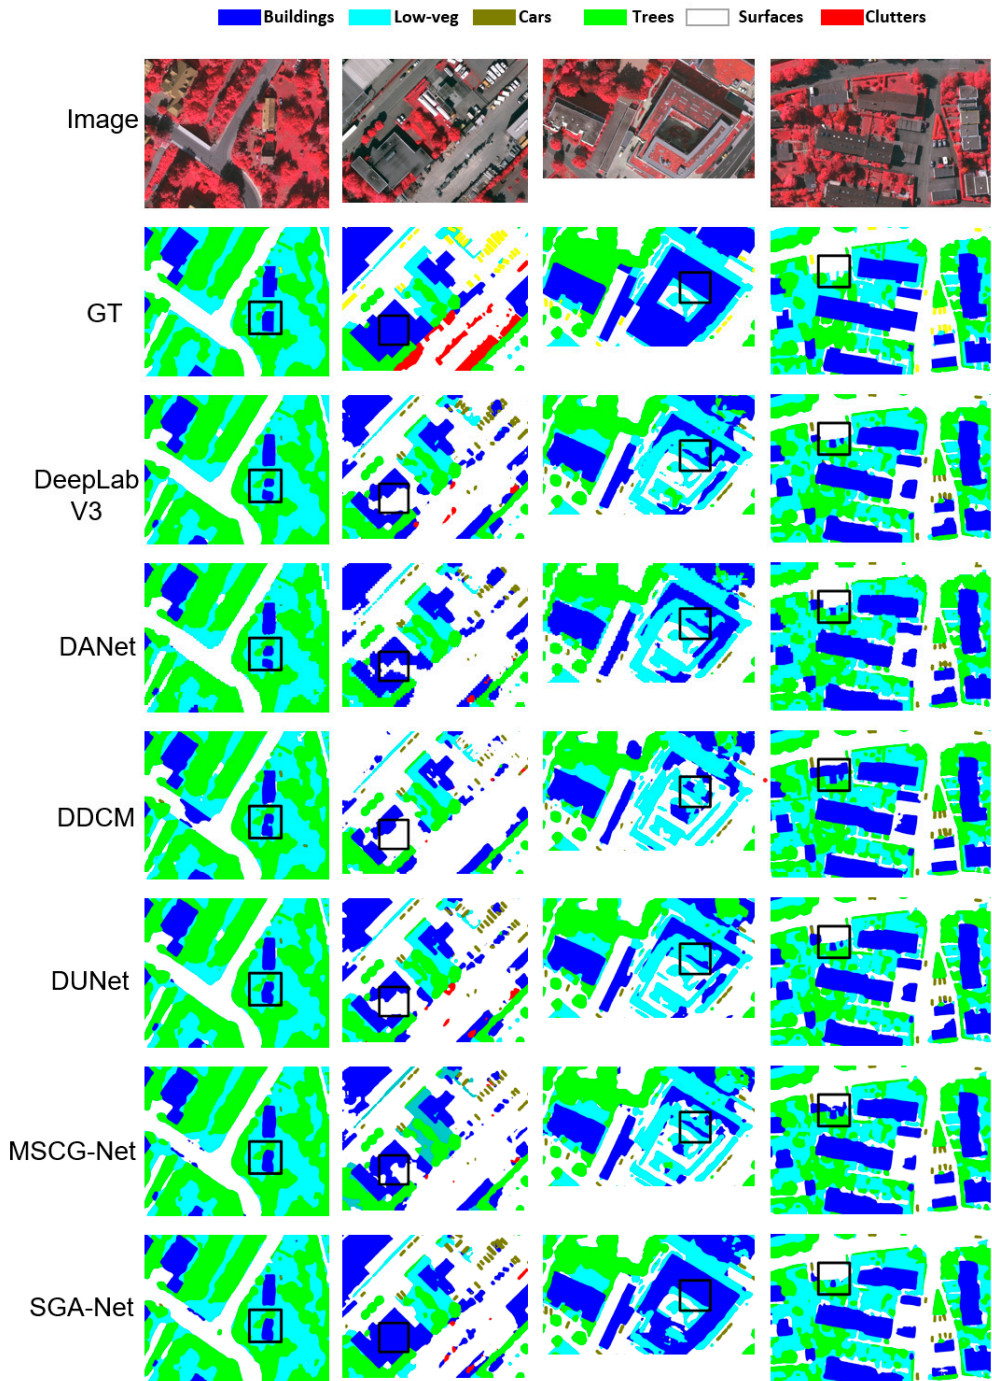 Buildings Low-veg Cars Trees Surfaces Clutters
Image
GT
DeepLab
V3
DANet
DDCM
DUNet
MSCG-Net
SGA-Net